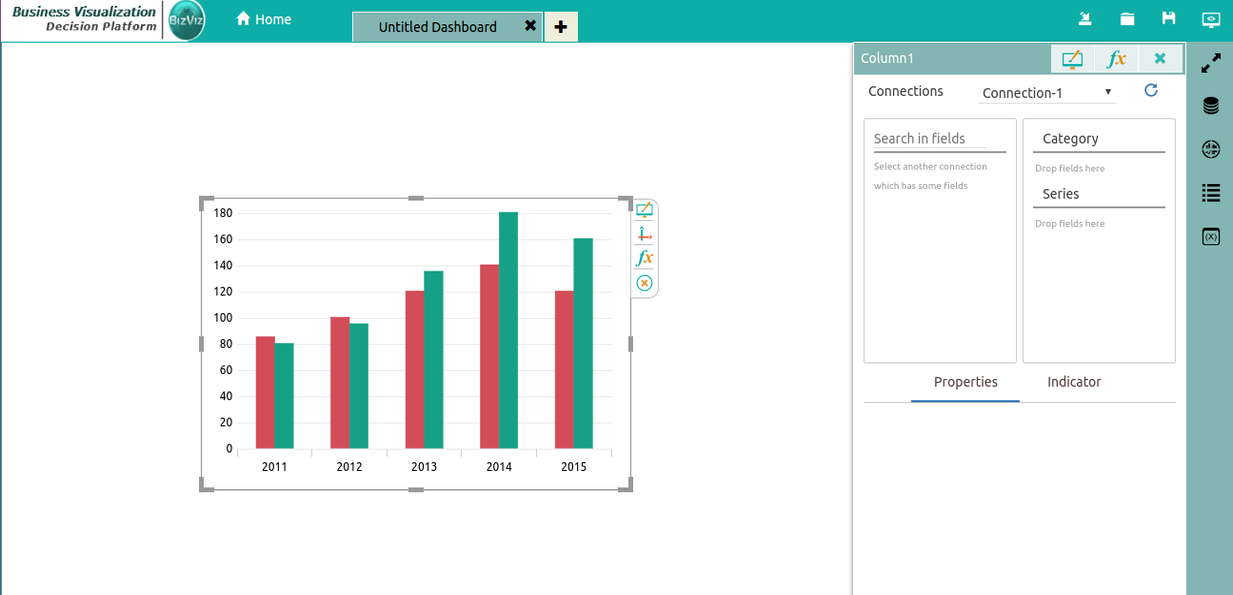 Business Visualization
Decision Platform
BizViz
Home
Untitled Dashboard
Column1
fx
Connections
Connection-1
Search in fields
Select another connection
which has some fields
Category
Drop fields here
Series
Drop fields here
Properties
Indicator
180
160
140
120
100
80
60
40
20
0
2011
2012
2013
2014
2015
fx
(X)